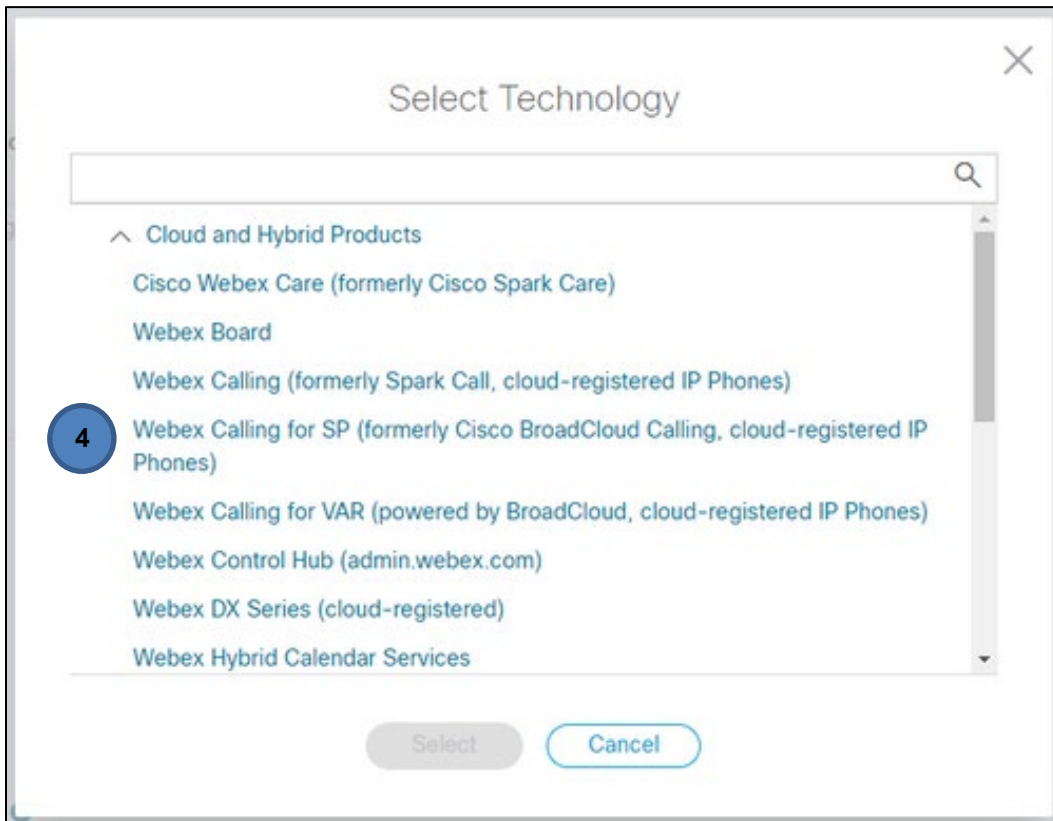 Select Technology
Cloud and Hybrid Products
Cisco Webex Care (formerly Cisco Spark Care)
Webex Board
Webex Calling (formerly Spark Call, cloud-registered IP Phones)
4
Webex Calling for SP (formerly Cisco BroadCloud Calling, cloud-registered IP
Phones)
Webex Calling for VAR (powered by BroadCloud, cloud-registered IP Phones)
Webex Control Hub (admin.webex.com)
Webex DX Series (cloud-registered)
Webex Hybrid Calendar Services
Select
Cancel